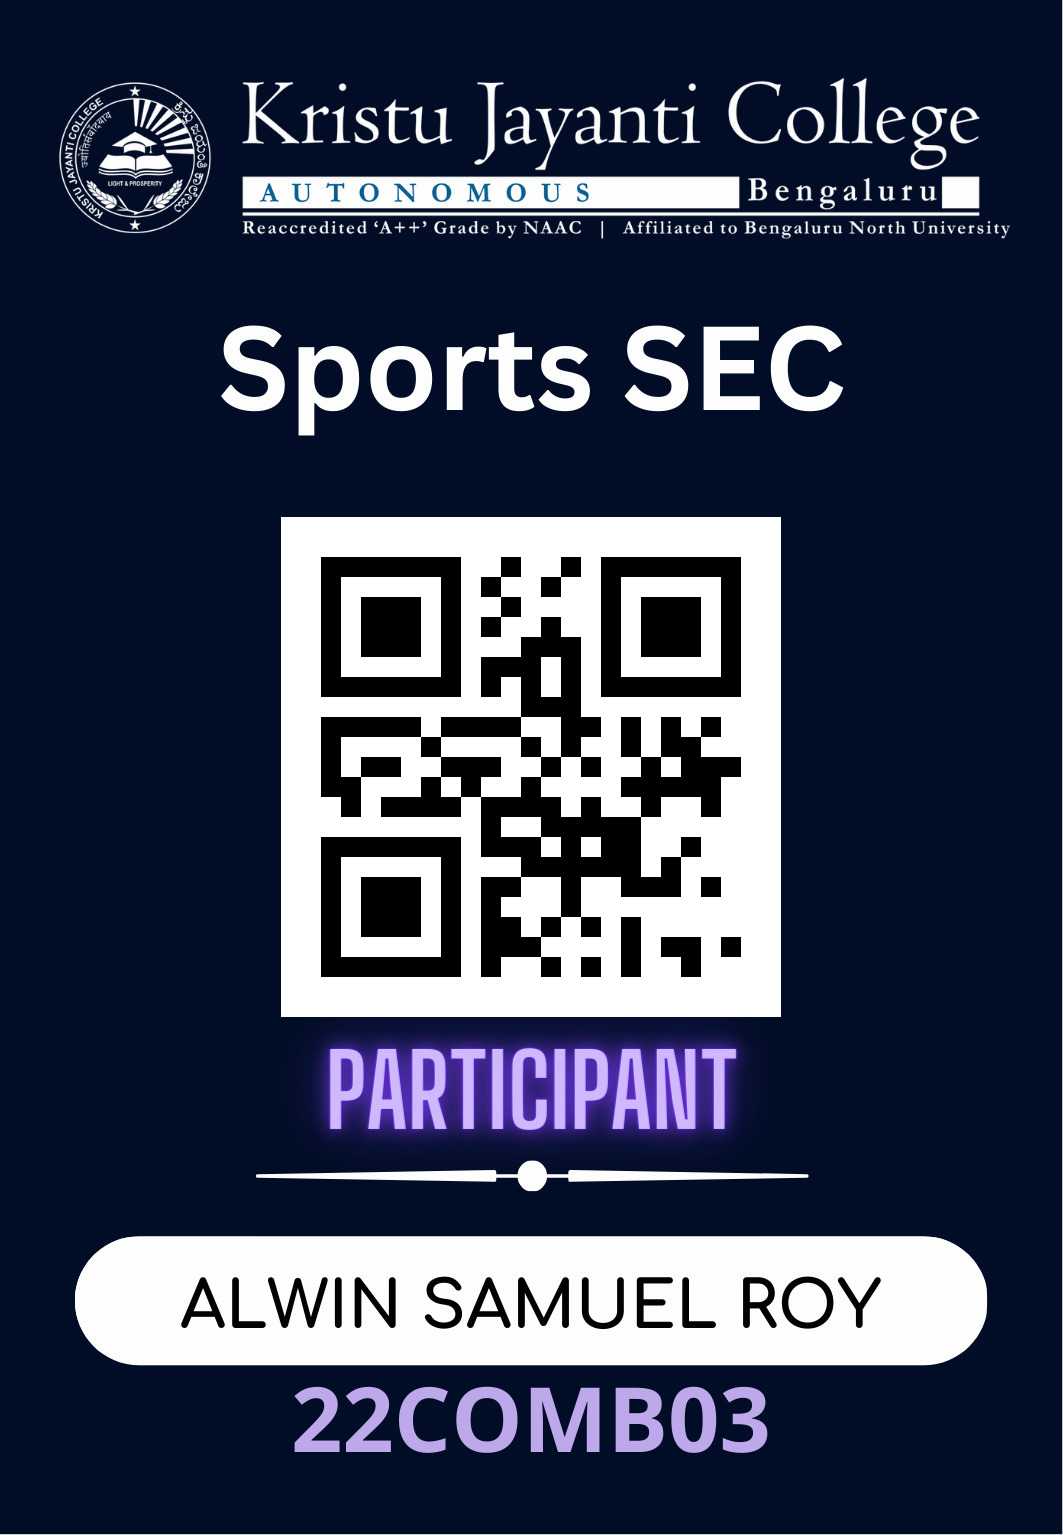 KRISTU JAYANTI COLLEGE
LIGHT & PROSPERITY
Kristu Jayanti College
AUTONOMOUS Bengaluru
Reaccredited ‘A++’ Grade by NAAC | Affiliated to Bengaluru North University
Sports SEC
PARTICIPANT
ALWIN SAMUEL ROY
22COMB03